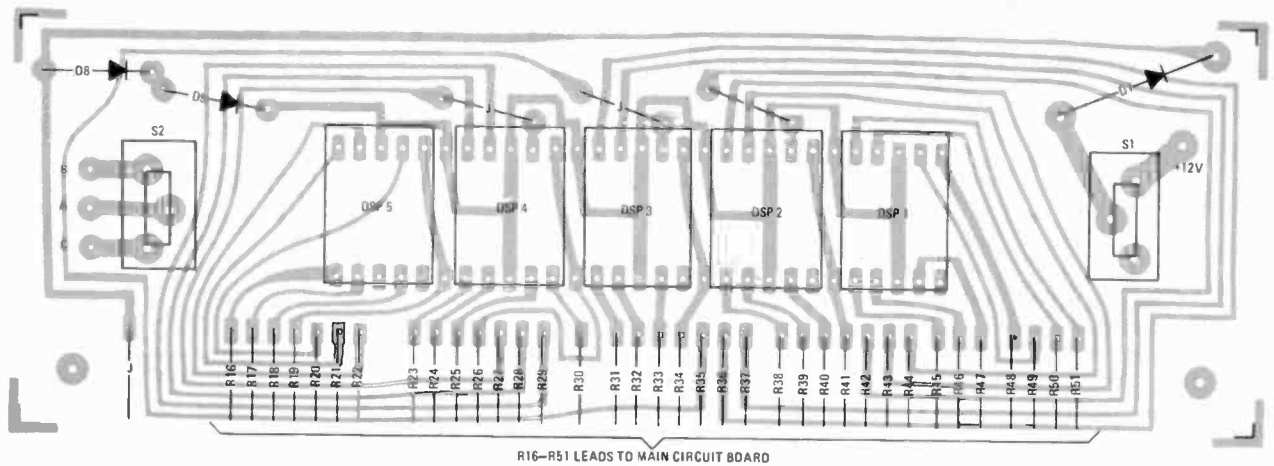 D8
D9
J
J
J
D7
S2
S1
+12V
B
A
C
DSP 5
DSP 4
DSP 3
DSP 2
DSP 1
J
R16
R17
R18
R19
R20
R21
R22
R23
R24
R25
R26
R27
R28
R29
R30
R31
R32
R33
R34
R35
R36
R37
R38
R39
R40
R41
R42
R43
R44
R45
R46
R47
R48
R49
R50
R51
R16–R51 LEADS TO MAIN CIRCUIT BOARD